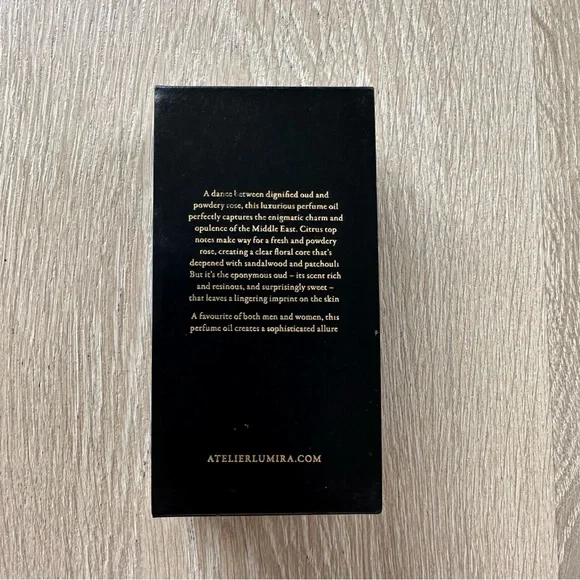 A dance between dignified oud and
powdery rose, this luxurious perfume oil
perfectly captures the enigmatic charm and
opulence of the Middle East. Citrus top
notes make way for a fresh and powdery
rose, creating a clear floral core that's
deepened with sandalwood and patchouli
But it's the eponymous oud – its scent rich
and resinous, and surprisingly sweet –
that leaves a lingering imprint on the skin
A favourite of both men and women, this
perfume oil creates a sophisticated allure
ATELIERLUMIRA.COM